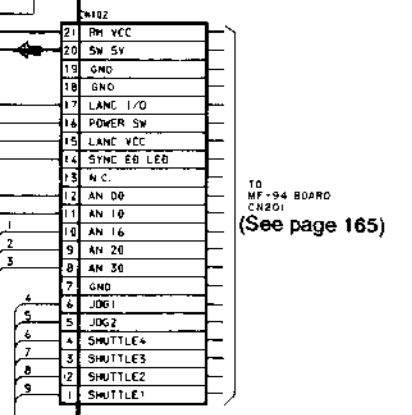 CN102
21 RM VCC
20 SW 5V
19 GND
18 GND
17 LANC I/O
16 POWER SW
15 LANC VCC
14 SYNC ED LED
13 N.C.
12 AN D0
11 AN 10
10 AN 16
9 AN 20
8 AN 30
7 GND
6 JOG1
5 JOG2
4 SHUTTLE4
3 SHUTTLE3
2 SHUTTLE2
1 SHUTTLE1
TO
MF-94 BOARD
CN201
(See page 165)
1
2
3
4
5
6
7
8
9